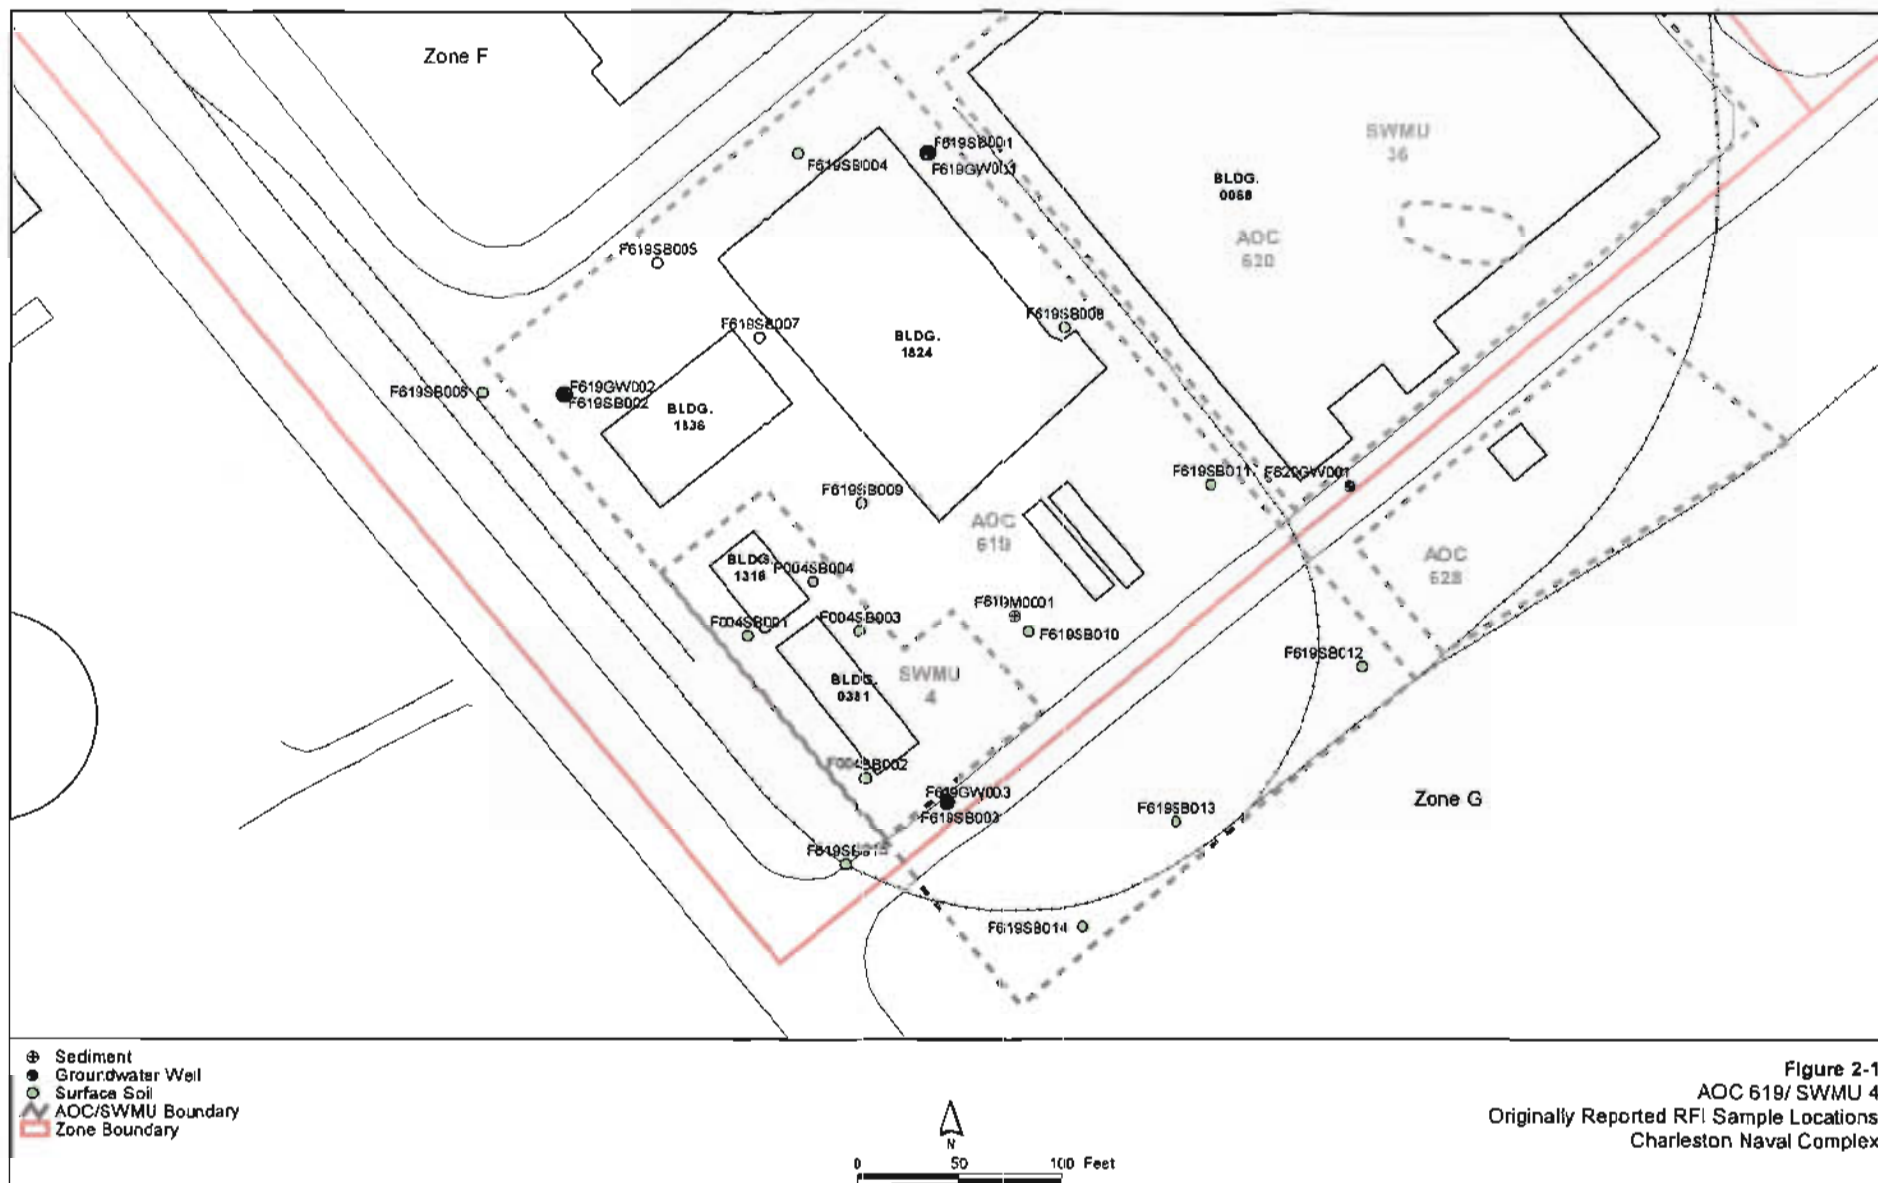 Zone F
SWMU
36
F619SB001
F619SB004
F619GW001
BLDG.
0068
AOC
620
F619SB005
F619SB007
F619SB008
BLDG.
1824
F619GW002
F619SB002
BLDG.
1836
F619SB009
F619SB011
F620GW001
AOC
619
AOC
628
BLDG.
1316
F004SB004
F619M0001
F004SB001
F004SB003
F619SB010
F619SB012
SWMU
4
BLDG.
0381
F004SB002
F619GW003
F619SB003
F619SB013
Zone G
F619SB014
Sediment
Groundwater Well
Surface Soil
AOC/SWMU Boundary
Zone Boundary
N
0 50 100 Feet
Figure 2-1
AOC 619/ SWMU 4
Originally Reported RFI Sample Locations
Charleston Naval Complex